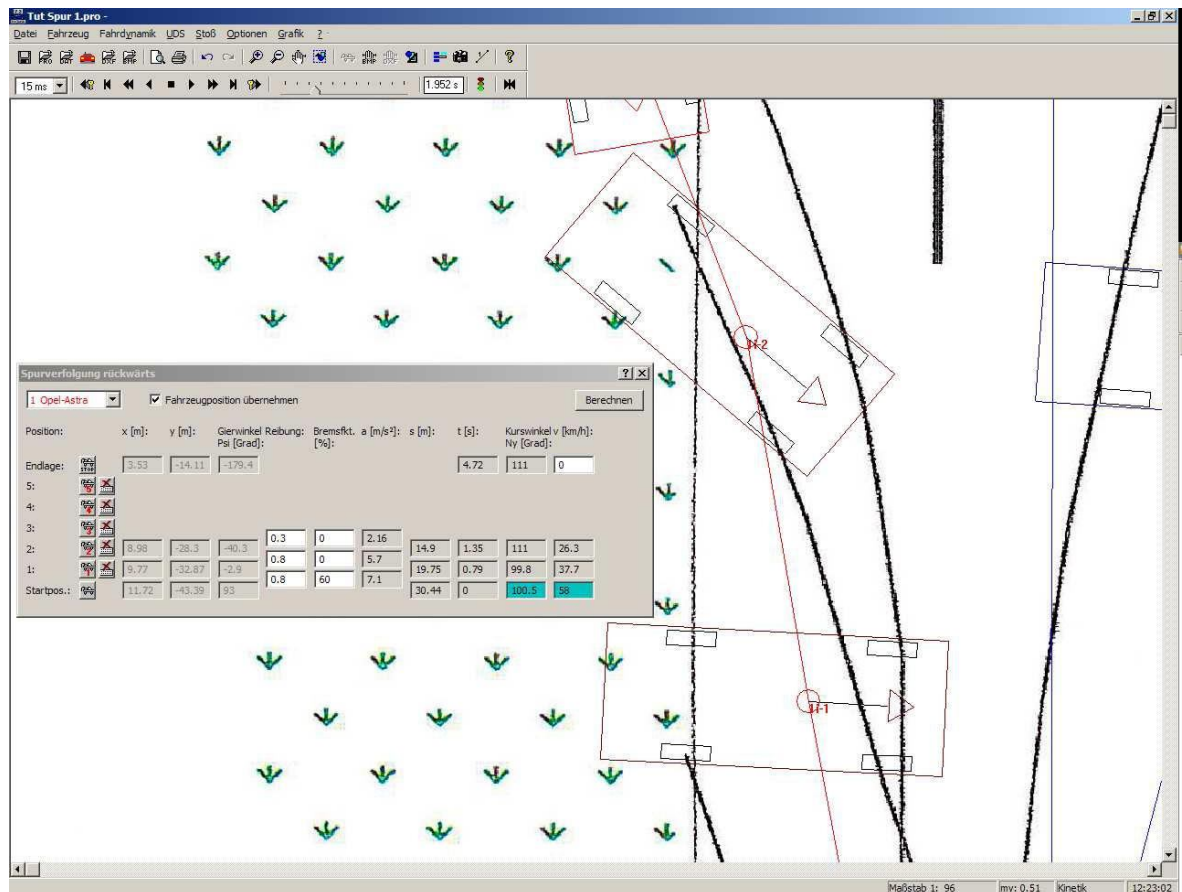 Tut Spur 1.pro -
Datei Fahrzeug Fahrdynamik UDS Stoß Optionen Grafik ?
15 ms 1.952 s
Spurverfolgung rückwärts
1 Opel-Astra Fahrzeugposition übernehmen Berechnen
Position: x [m]: y [m]: Gierwinkel Reibung: Bremsfkt. a [m/s²]: s [m]: t [s]: Kurswinkel v [km/h]:
Psi [Grad]: [%]: Ny [Grad]:
Endlage: 3.53 -14.11 -179.4 4.72 111 0
5:
4:
3:
0.3 0 2.16
2: 8.98 -28.3 -40.3 14.9 1.35 111 26.3
0.8 0 5.7
1: 9.77 -32.87 -2.9 19.75 0.79 99.8 37.7
0.8 60 7.1
Startpos.: 11.72 -43.39 93 30.44 0 100.5 58
Maßstab 1: 96 my: 0.51 Kinetik 12:23:02